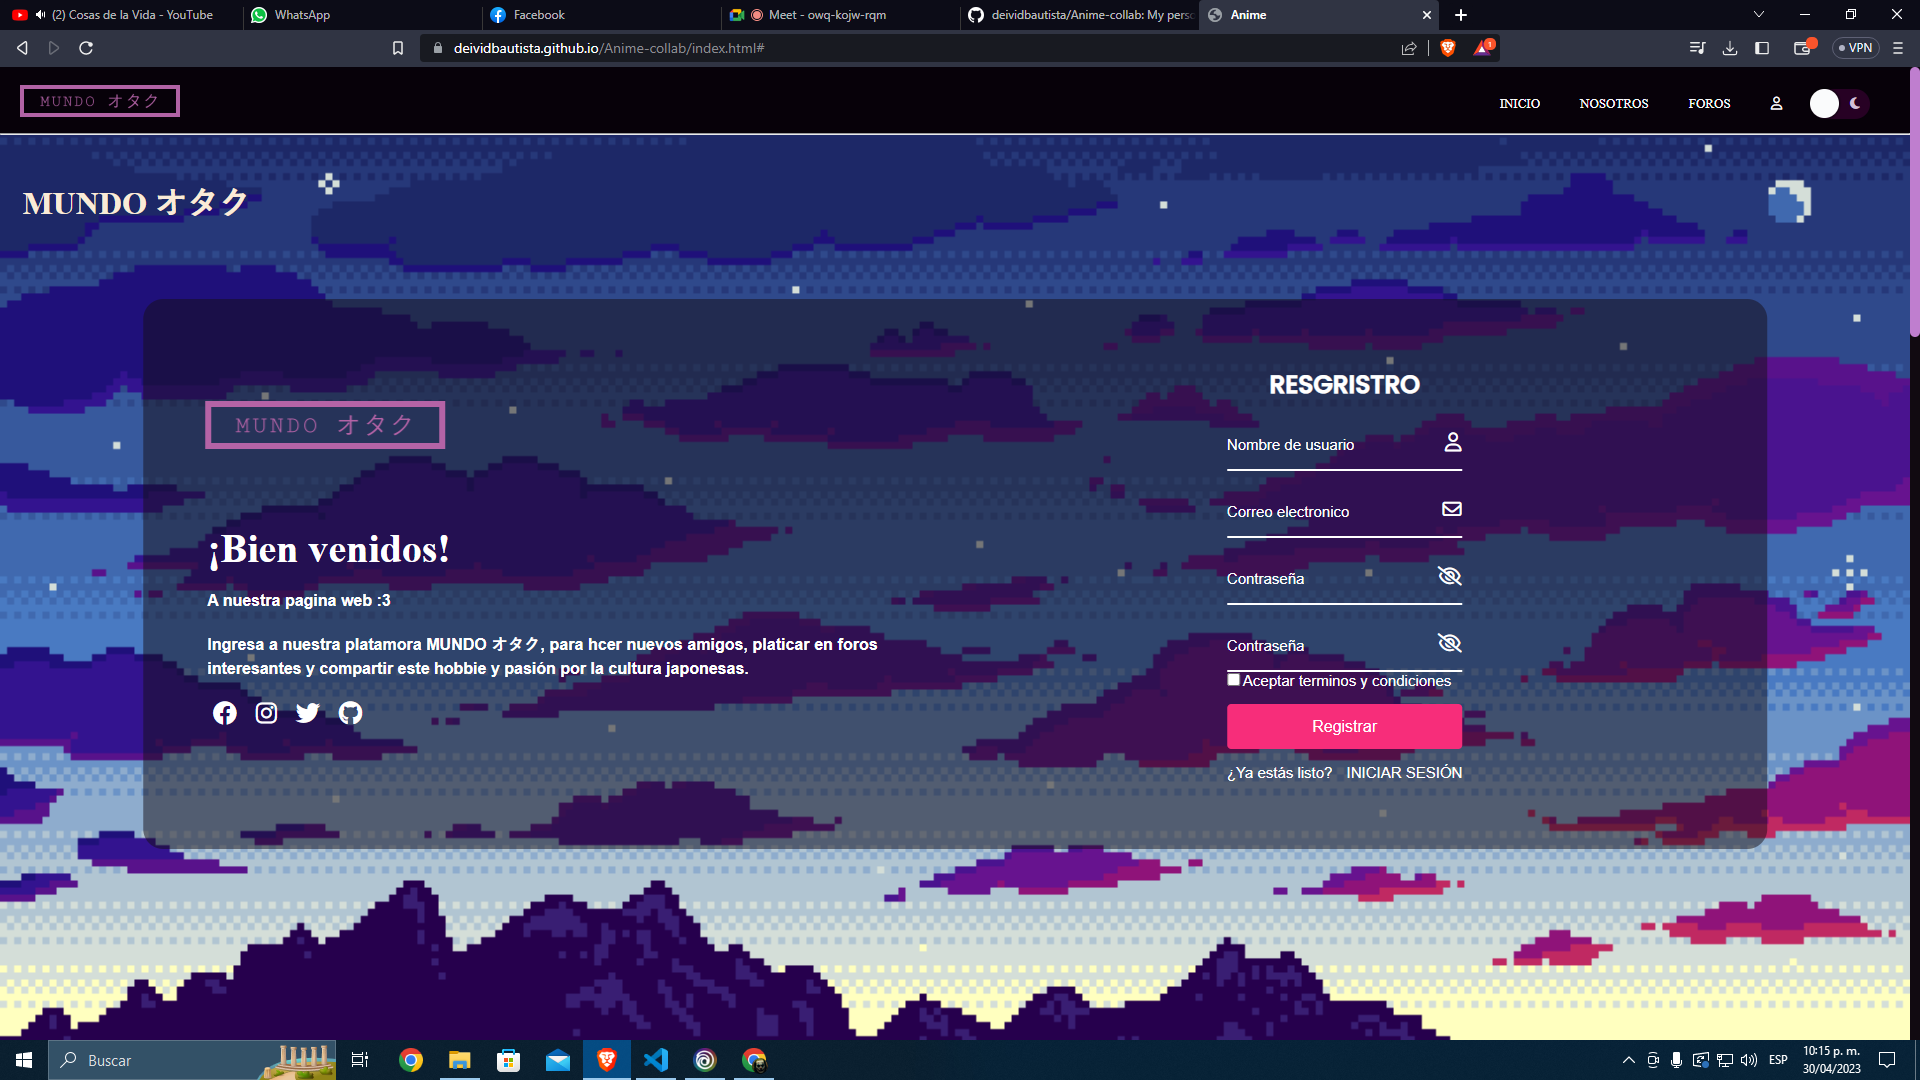 (2) Cosas de la Vida - YouTube
WhatsApp
Facebook
Meet - owq-kojw-rqm
deividbautista/Anime-collab: My perso
Anime
deividbautista.github.io/Anime-collab/index.html#
1
VPN
MUNDO オタク
INICIO
NOSOTROS
FOROS
MUNDO オタク
MUNDO オタク
¡Bien venidos!
A nuestra pagina web :3
Ingresa a nuestra platamora MUNDO オタク, para hcer nuevos amigos, platicar en foros
interesantes y compartir este hobbie y pasión por la cultura japonesas.
RESGRISTRO
Nombre de usuario
Correo electronico
Contraseña
Contraseña
Aceptar terminos y condiciones
Registrar
¿Ya estás listo? INICIAR SESIÓN
Buscar
ESP
10:15 p. m.
30/04/2023